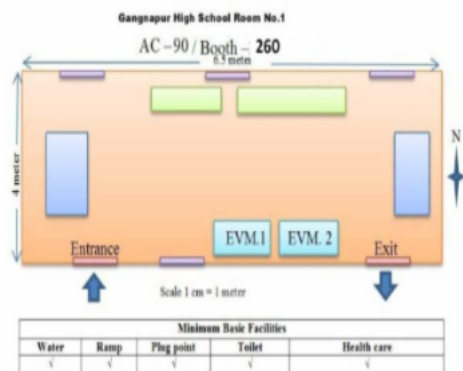 Gangnapur High School Room No.1
AC – 90 / Booth – 260
6.5 meter
4 meter
N
EVM.1 EVM. 2
Entrance Exit
Scale 1 cm = 1 meter
Minimum Basic Facilities
Water Ramp Plug point Toilet Health care
√ √ √ √ √